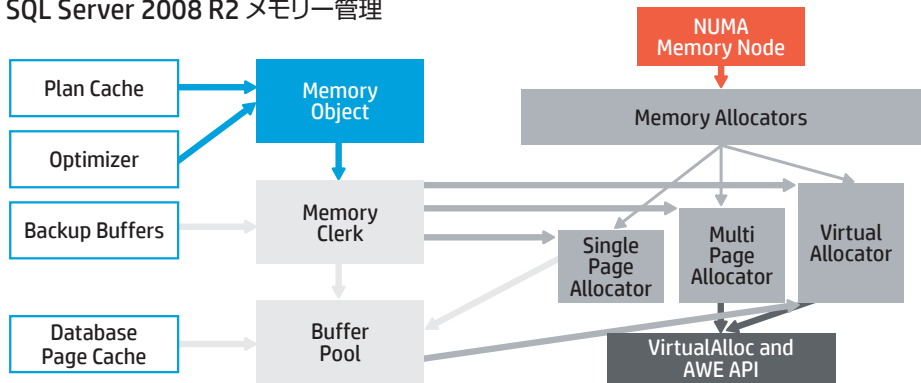 SQL Server 2008 R2 メモリー管理
NUMA
Memory Node
Plan Cache
Memory
Object
Memory Allocators
Optimizer
Backup Buffers
Memory
Clerk
Single
Page
Allocator
Multi
Page
Allocator
Virtual
Allocator
Database
Page Cache
Buffer
Pool
VirtualAlloc and
AWE API